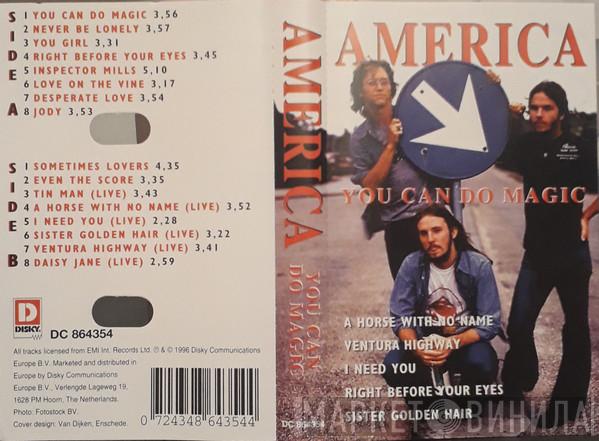 SIDE A
1 YOU CAN DO MAGIC 3,56
2 NEVER BE LONELY 3,57
3 YOU GIRL 3,31
4 RIGHT BEFORE YOUR EYES 3,45
5 INSPECTOR MILLS 5,10
6 LOVE ON THE VINE 3,17
7 DESPERATE LOVE 3,54
8 JODY 3,53
SIDE B
1 SOMETIMES LOVERS 4,35
2 EVEN THE SCORE 3,35
3 TIN MAN (LIVE) 3,43
4 A HORSE WITH NO NAME (LIVE) 3,52
5 I NEED YOU (LIVE) 2,28
6 SISTER GOLDEN HAIR (LIVE) 3,22
7 VENTURA HIGHWAY (LIVE) 3,41
8 DAISY JANE (LIVE) 2,59
D
DISKY
DC 864354
All tracks licensed from EMI Int. Records Ltd. ℗ & © 1996 Disky Communications
Europe B.V. Marketed and distributed in
Europe by Disky Communications
Europe B.V., Verlengde Lageweg 19,
1628 PM Hoorn, The Netherlands.
Photo: Fotostock BV.
Cover design: Van Dijken, Enschede.
0 724348 643544
AMERICA
YOU CAN
DO MAGIC
AMERICA
YOU CAN DO MAGIC
A HORSE WITH NO NAME
VENTURA HIGHWAY
I NEED YOU
RIGHT BEFORE YOUR EYES
SISTER GOLDEN HAIR
DC 864354
МАРКЕТ ВИНИЛА